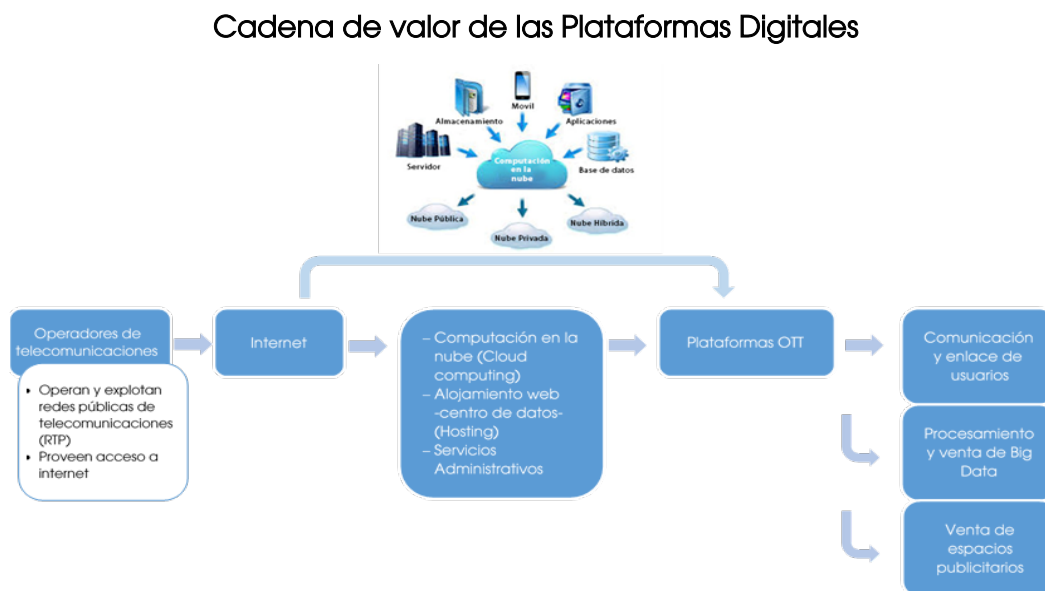 Cadena de valor de las Plataformas Digitales
Movil
Almacenamiento
Aplicaciones
Servidor
Computación
en la
nube
Base de datos
Nube Pública
Nube Privada
Nube Híbrida
Operadores de
telecomunicaciones
• Operan y explotan
redes públicas de
telecomunicaciones
(RTP)
• Proveen acceso a
internet
Internet
– Computación en la
nube (Cloud
computing)
– Alojamiento web
-centro de datos-
(Hosting)
– Servicios
Administrativos
Plataformas OTT
Comunicación
y enlace de
usuarios
Procesamiento
y venta de Big
Data
Venta de
espacios
publicitarios